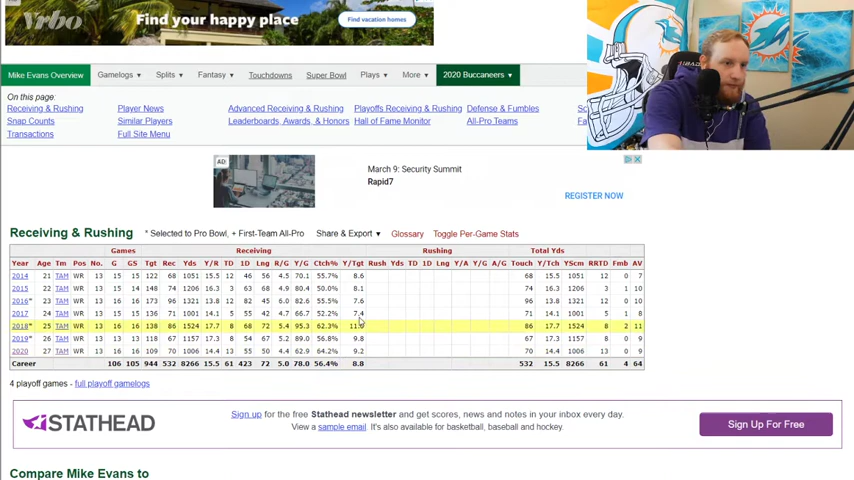 Vrbo
Find your happy place
Find vacation homes
Mike Evans Overview Gamelogs ▾ Splits ▾ Fantasy ▾ Touchdowns Super Bowl Plays ▾ More ▾ 2020 Buccaneers ▾
On this page:
Receiving & Rushing Player News Advanced Receiving & Rushing Playoffs Receiving & Rushing Defense & Fumbles
Snap Counts Similar Players Leaderboards, Awards, & Honors Hall of Fame Monitor All-Pro Teams
Transactions Full Site Menu
AD:
March 9: Security Summit
Rapid7
REGISTER NOW
Receiving & Rushing * Selected to Pro Bowl, + First-Team All-Pro Share & Export ▾ Glossary Toggle Per-Game Stats
Games Receiving Rushing Total Yds
Year Age Tm Pos No. G GS Tgt Rec Yds Y/R TD 1D Lng R/G Y/G Ctch% Y/Tgt Rush Yds TD 1D Lng Y/A Y/G A/G Touch Y/Tch YScm RRTD Fmb AV
2014 21 TAM WR 13 15 15 122 68 1051 15.5 12 46 56 4.5 70.1 55.7% 8.6 68 15.5 1051 12 0 7
2015 22 TAM WR 13 15 14 148 74 1206 16.3 3 63 68 4.9 80.4 50.0% 8.1 74 16.3 1206 3 1 10
2016* 23 TAM WR 13 16 16 173 96 1321 13.8 12 82 45 6.0 82.6 55.5% 7.6 96 13.8 1321 12 0 10
2017 24 TAM WR 13 15 15 136 71 1001 14.1 5 55 42 4.7 66.7 52.2% 7.4 71 14.1 1001 5 1 8
2018* 25 TAM WR 13 16 16 138 86 1524 17.7 8 68 72 5.4 95.3 62.3% 86 17.7 1524 8 2 11
2019* 26 TAM WR 13 13 13 118 67 1157 17.3 8 54 67 5.2 89.0 56.8% 9.8 67 17.3 1157 8 0 9
2020 27 TAM WR 13 16 16 109 70 1006 14.4 13 55 50 4.4 62.9 64.2% 9.2 70 14.4 1006 13 0 9
Career 106 105 944 532 8266 15.5 61 423 72 5.0 78.0 56.4% 8.8 532 15.5 8266 61 4 64
4 playoff games - full playoff gamelogs
STATHEAD
Sign up for the free Stathead newsletter and get scores, news and notes in your inbox every day.
View a sample email. It's also available for basketball, baseball and hockey.
Sign Up For Free
Compare Mike Evans to